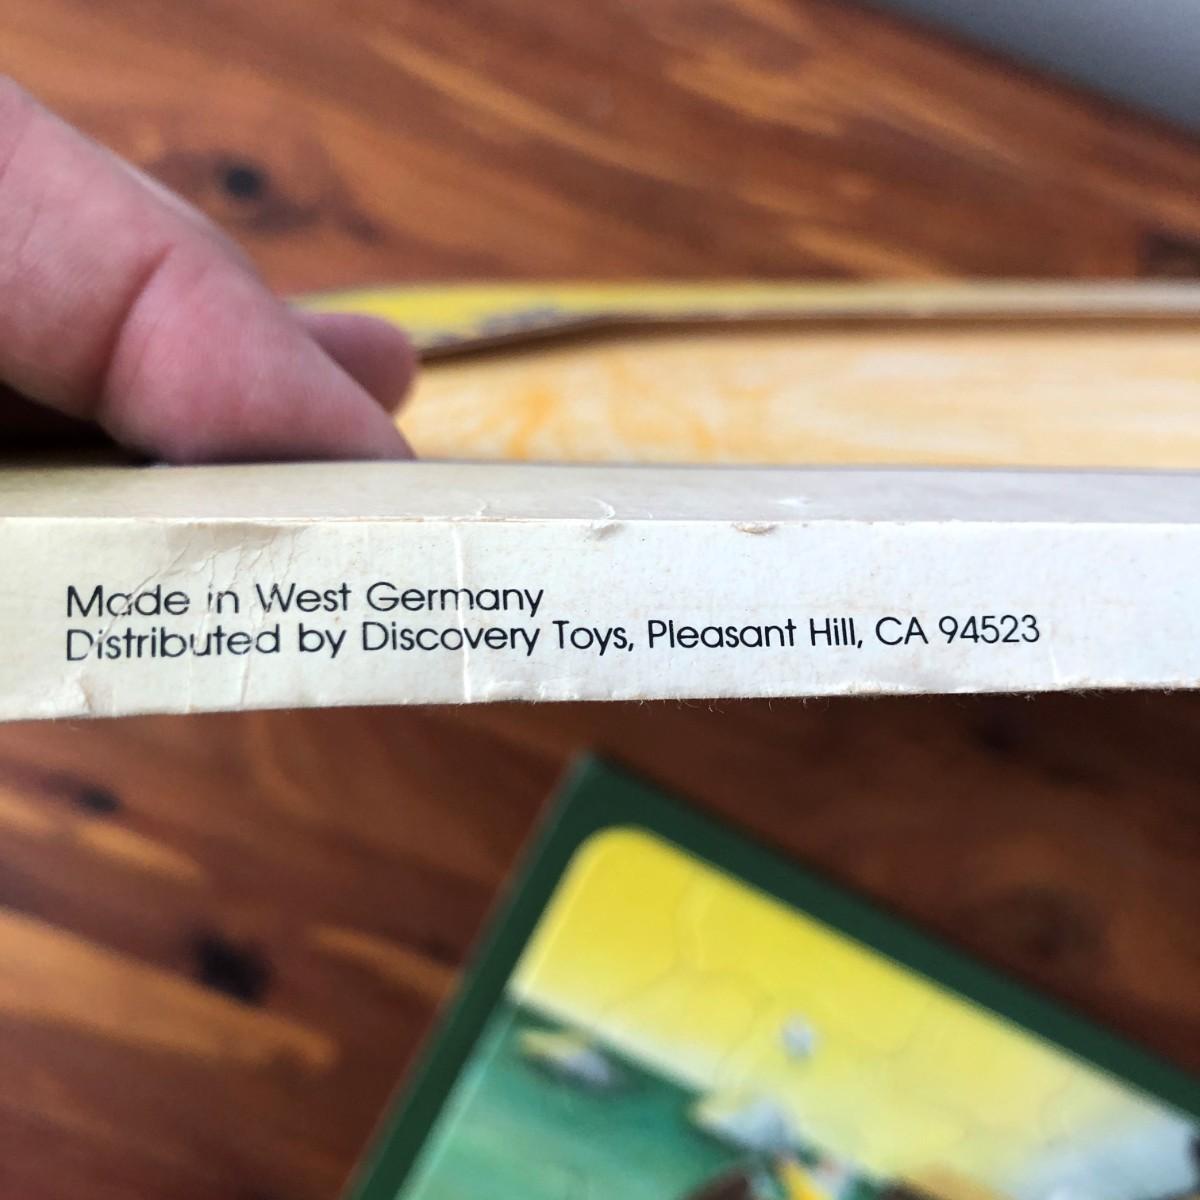 Made in West Germany
Distributed by Discovery Toys, Pleasant Hill, CA 94523